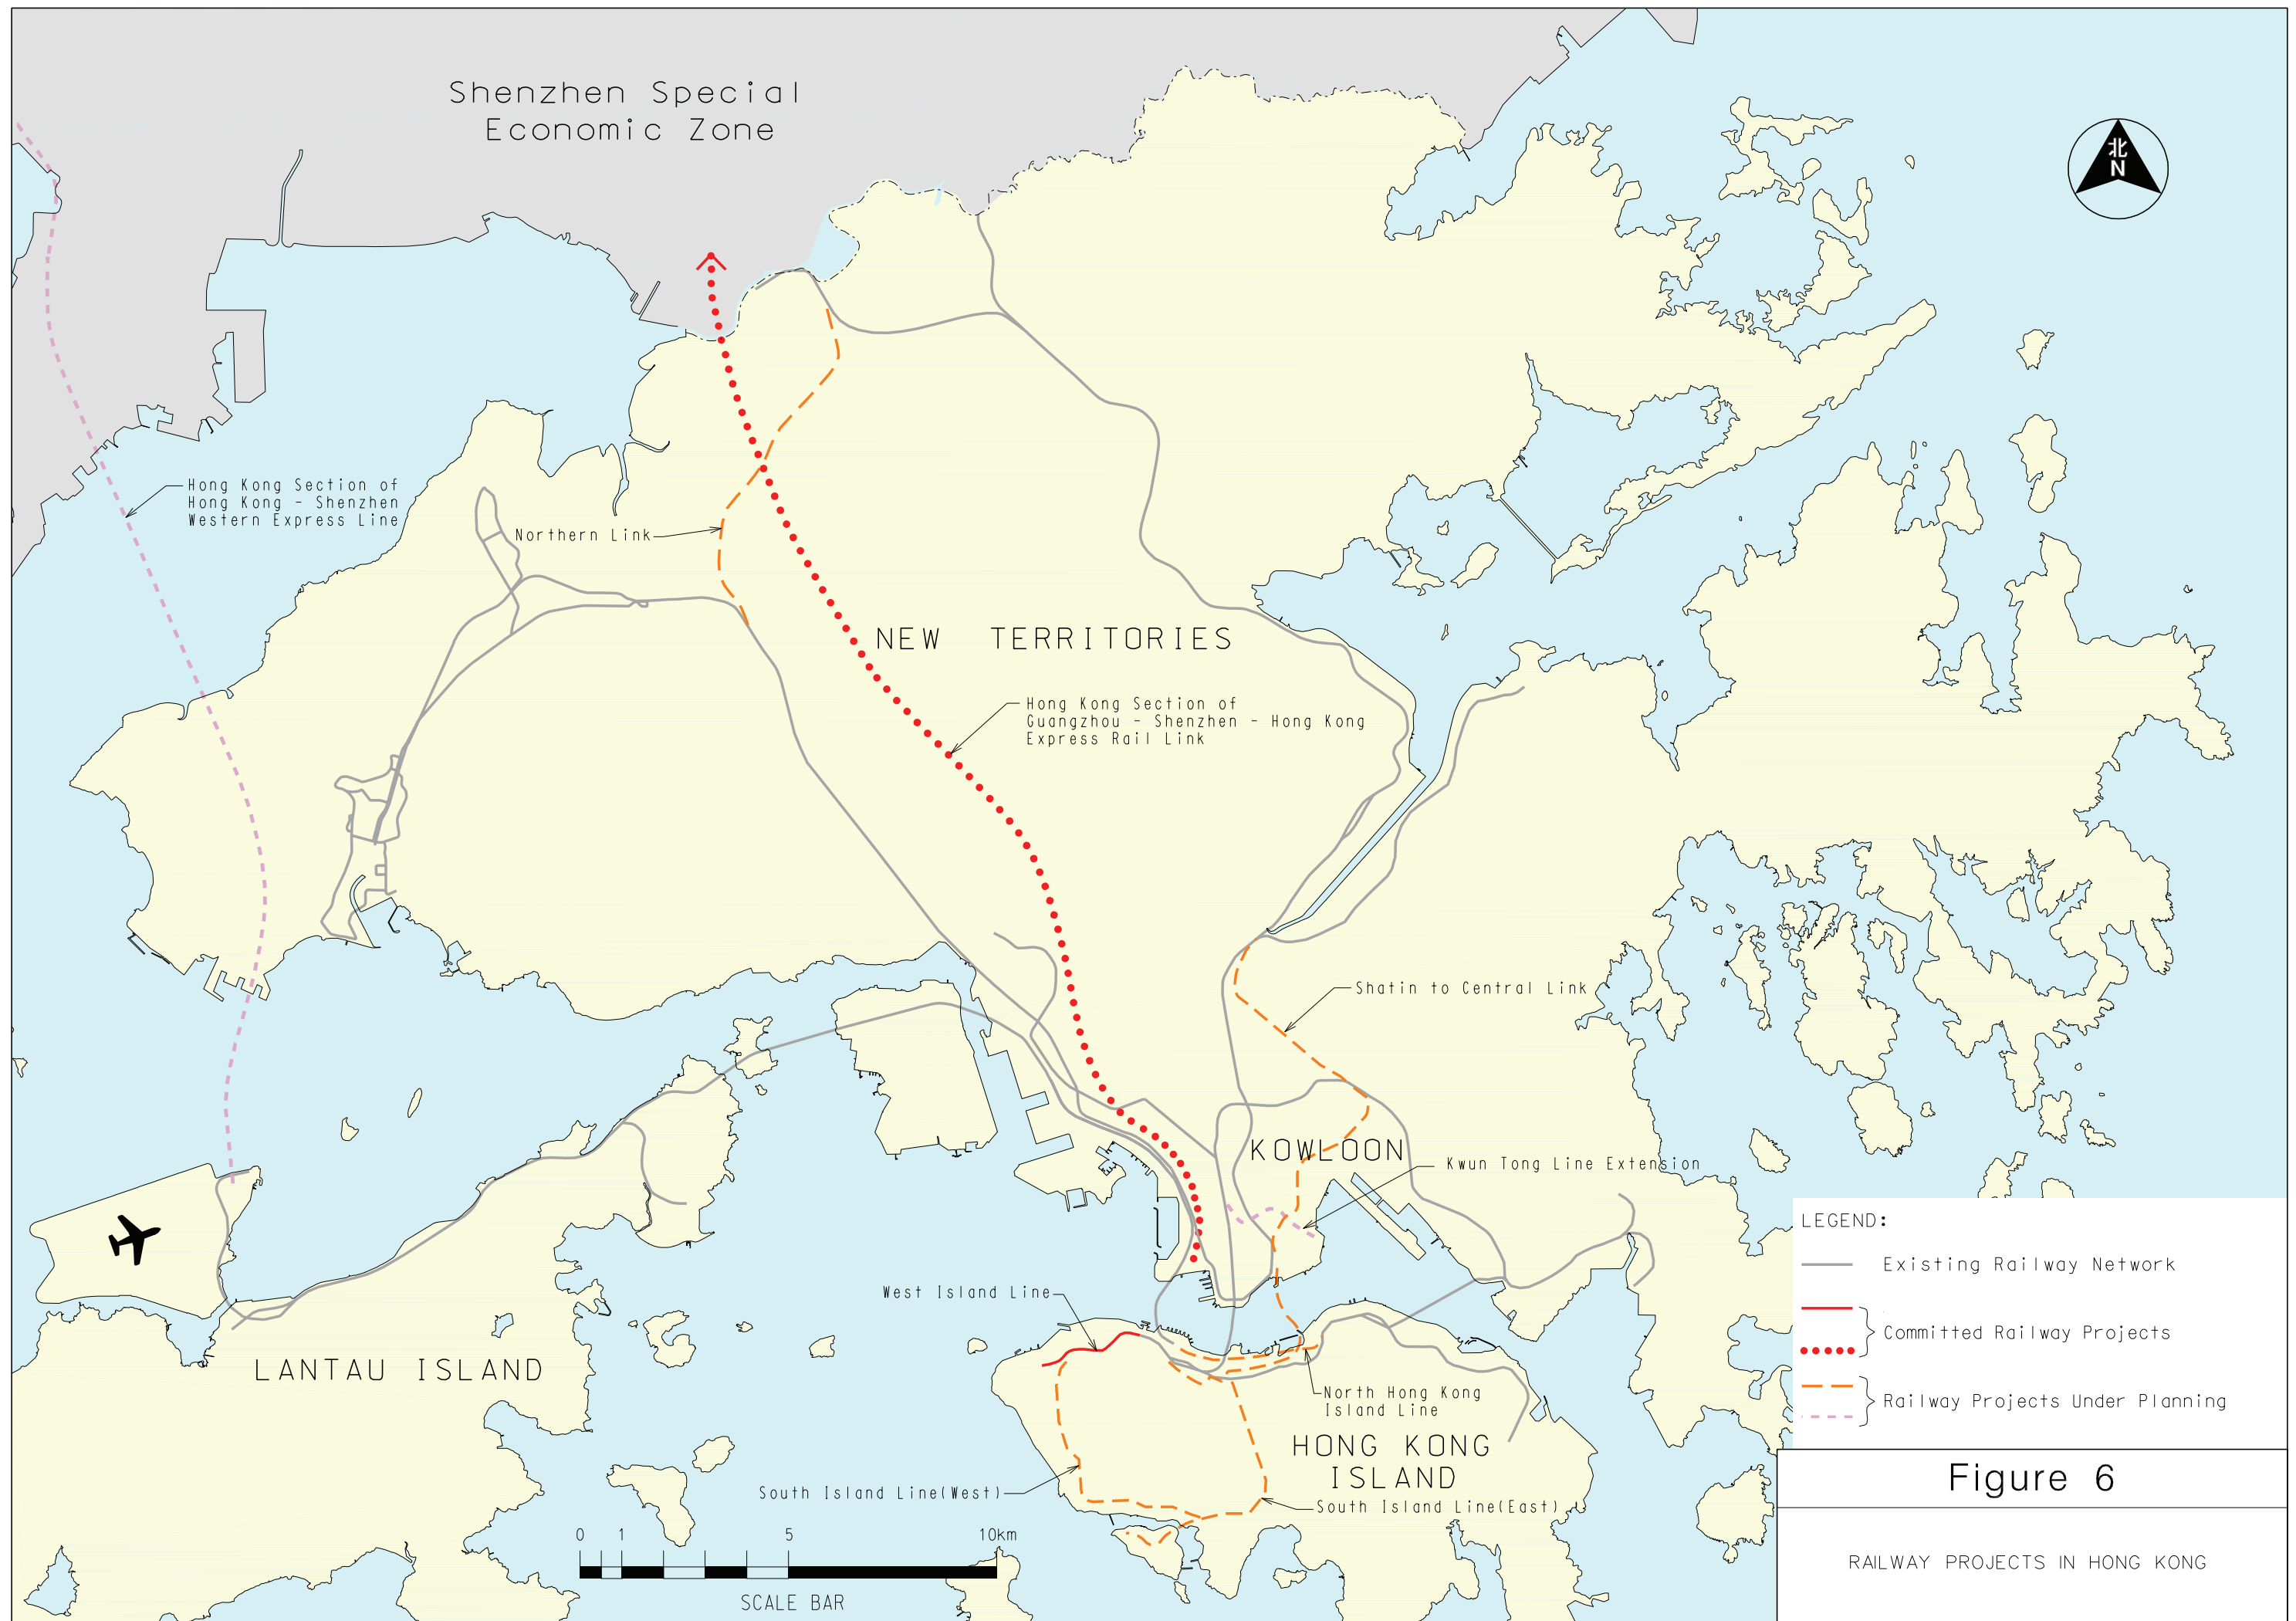 Shenzhen Special
Economic Zone
北
N
Hong Kong Section of
Hong Kong - Shenzhen
Western Express Line
Northern Link
NEW TERRITORIES
Hong Kong Section of
Guangzhou - Shenzhen - Hong Kong
Express Rail Link
Shatin to Central Link
KOWLOON
Kwun Tong Line Extension
West Island Line
LANTAU ISLAND
North Hong Kong
Island Line
HONG KONG
ISLAND
South Island Line(West)
South Island Line(East)
0 1 5 10km
SCALE BAR
LEGEND:
Existing Railway Network
Committed Railway Projects
Railway Projects Under Planning
Figure 6
RAILWAY PROJECTS IN HONG KONG